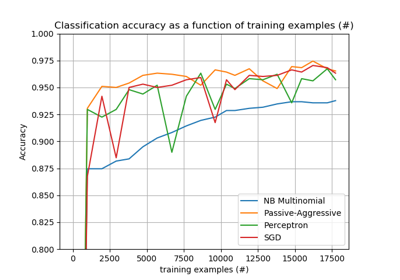 Classification accuracy as a function of training examples (#)
1.000
0.975
0.950
0.925
0.900
0.875
0.850
0.825
0.800
Accuracy
0 2500 5000 7500 10000 12500 15000 17500
training examples (#)
NB Multinomial
Passive-Aggressive
Perceptron
SGD